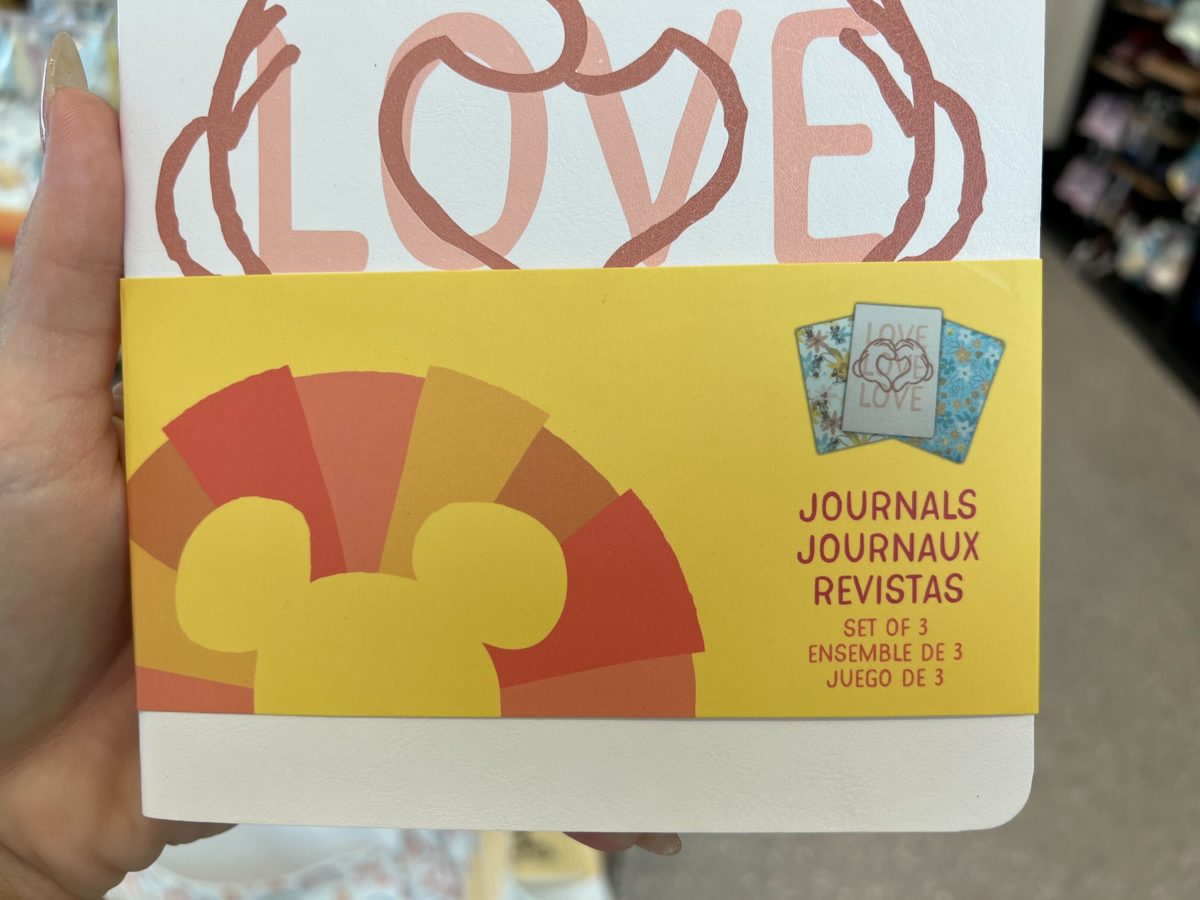 LOVE
LOVE
LOVE
LOVE
JOURNALS
JOURNAUX
REVISTAS
SET OF 3
ENSEMBLE DE 3
JUEGO DE 3